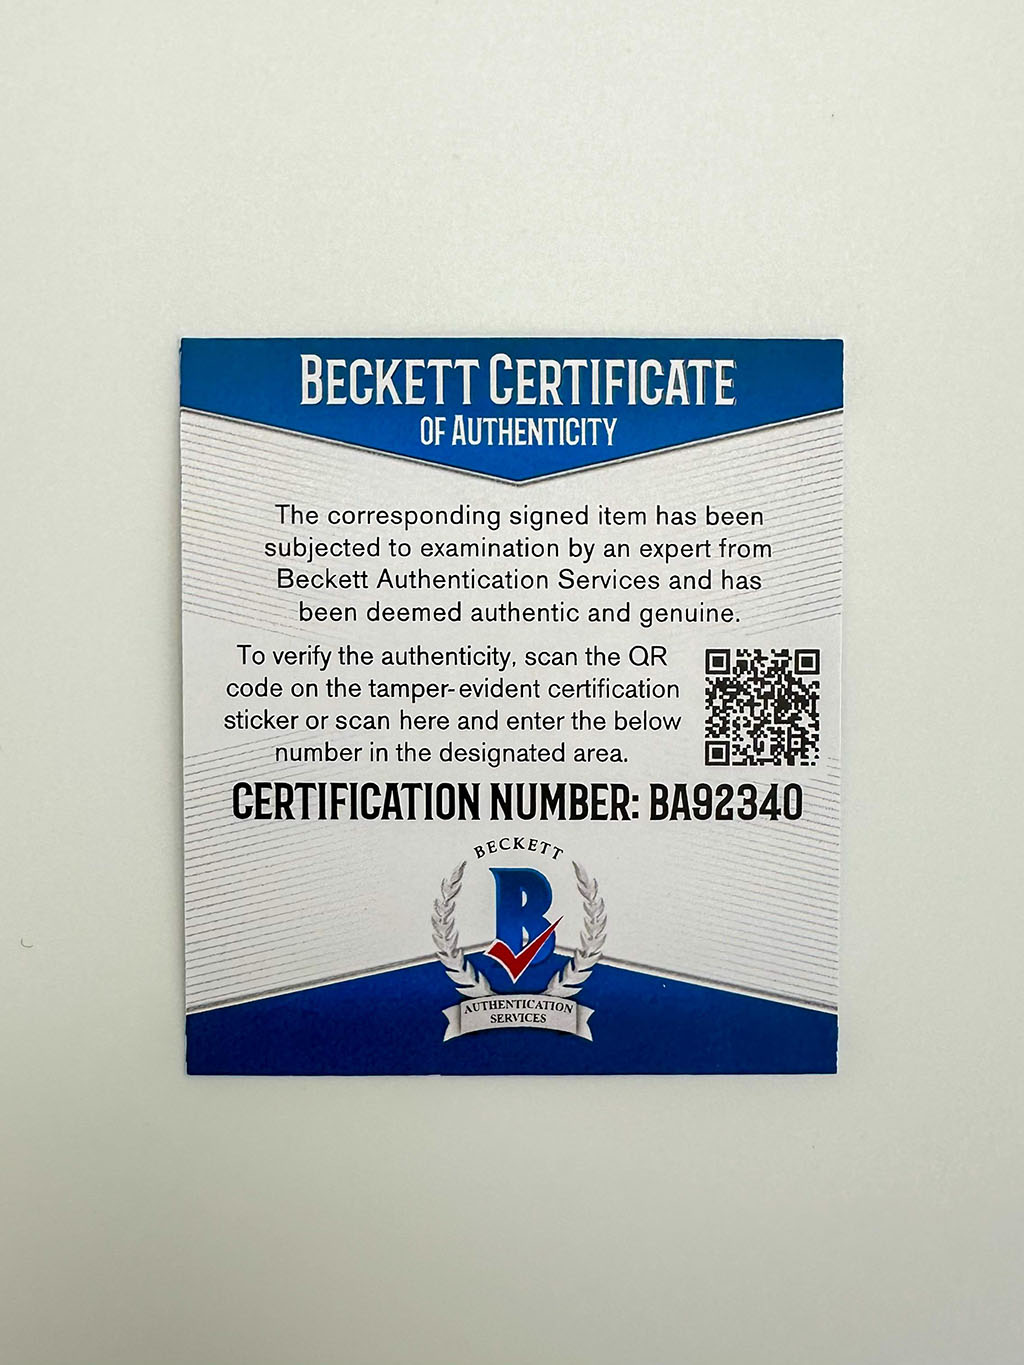 BECKETT CERTIFICATE
OF AUTHENTICITY
The corresponding signed item has been
subjected to examination by an expert from
Beckett Authentication Services and has
been deemed authentic and genuine.
To verify the authenticity, scan the QR
code on the tamper-evident certification
sticker or scan here and enter the below
number in the designated area.
CERTIFICATION NUMBER: BA92340
BECKETT
B
AUTHENTICATION
SERVICES